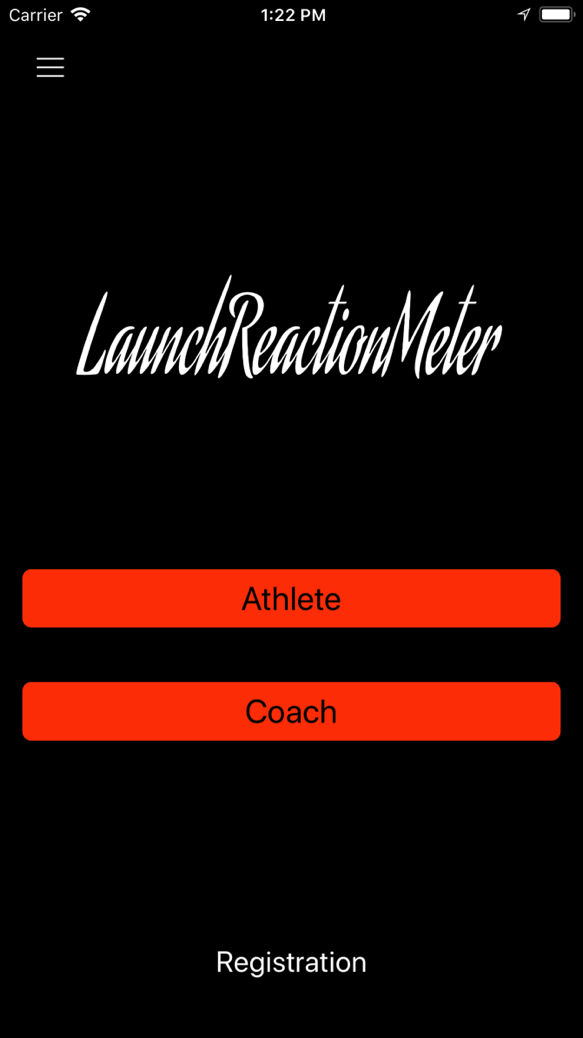 Carrier 1:22 PM
LaunchReactionMeter
Athlete
Coach
Registration